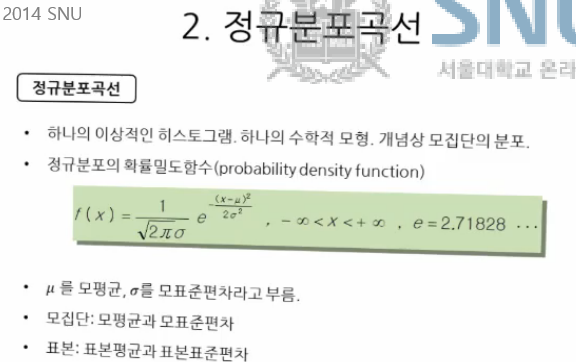 2014 SNU
2. 정규분포곡선
SNU
서울대학교 온라
정규분포곡선
• 하나의 이상적인 히스토그램. 하나의 수학적 모형. 개념상 모집단의 분포.
• 정규분포의 확률밀도함수(probability density function)
f(x) = \frac{1}{\sqrt{2π}σ} e^{-\frac{(x-μ)^2}{2σ^2}} , -∞<x<+∞ , e=2.71828 ⋯
• μ 를 모평균, σ를 모표준편차라고 부름.
• 모집단: 모평균과 모표준편차
• 표본: 표본평균과 표본표준편차